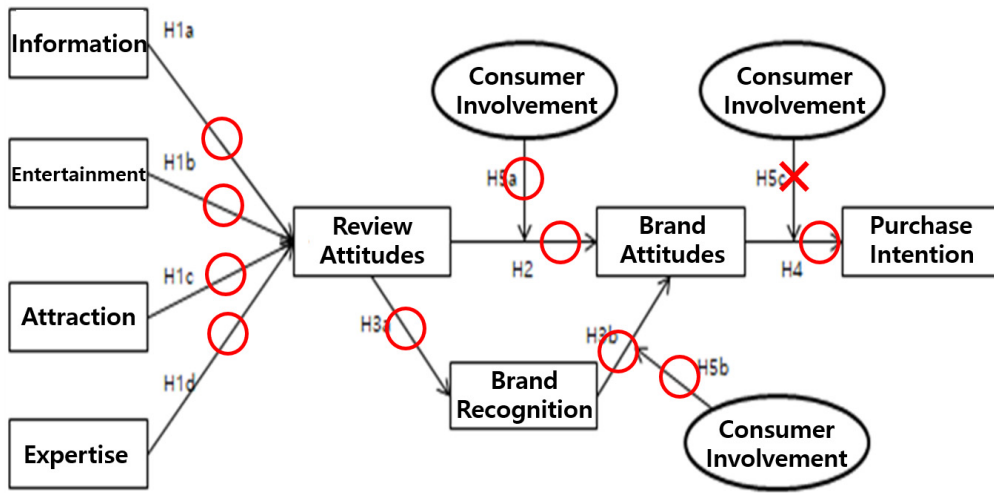 H1a
Information
Consumer
Involvement
Consumer
Involvement
H1b
Entertainment
H5a
H5c
Review
Attitudes
Brand
Attitudes
Purchase
Intention
H1c
H2
H4
Attraction
H3a
H3b
H1d
H5b
Brand
Recognition
Expertise
Consumer
Involvement